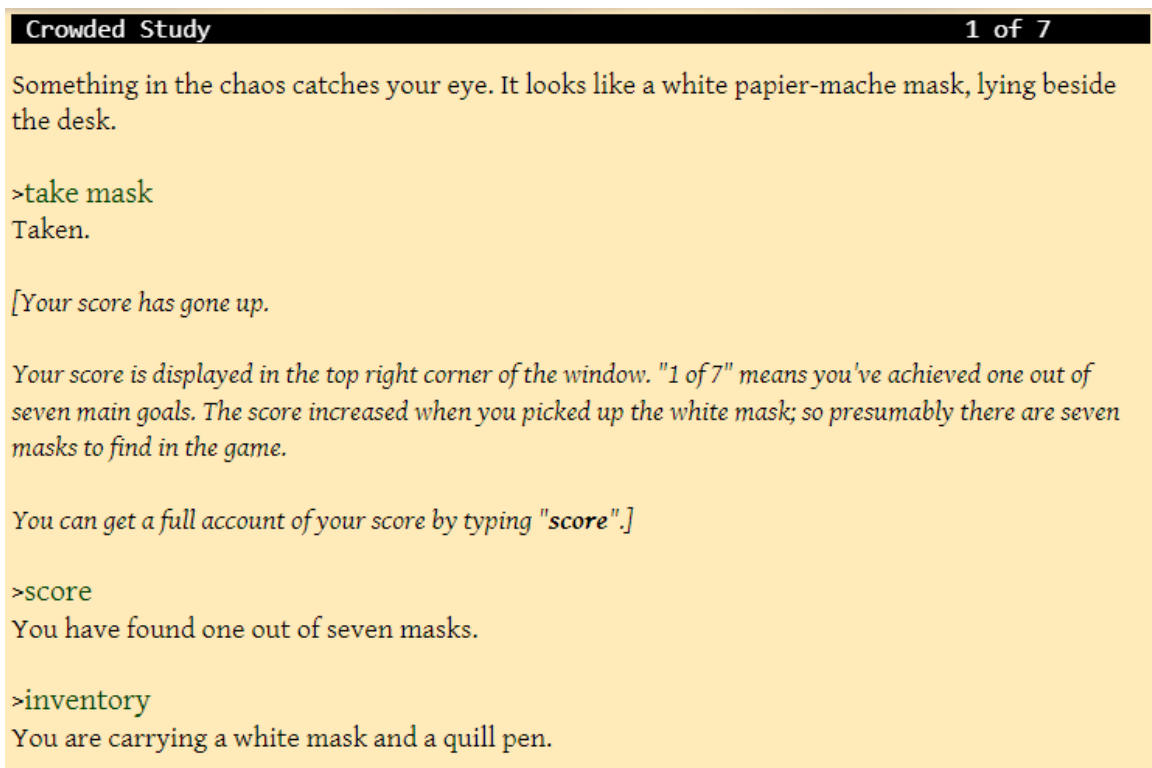 Crowded Study 1 of 7
Something in the chaos catches your eye. It looks like a white papier-mache mask, lying beside
the desk.
>take mask
Taken.
[Your score has gone up.
Your score is displayed in the top right corner of the window. "1 of 7" means you've achieved one out of
seven main goals. The score increased when you picked up the white mask; so presumably there are seven
masks to find in the game.
You can get a full account of your score by typing "score".]
>score
You have found one out of seven masks.
>inventory
You are carrying a white mask and a quill pen.